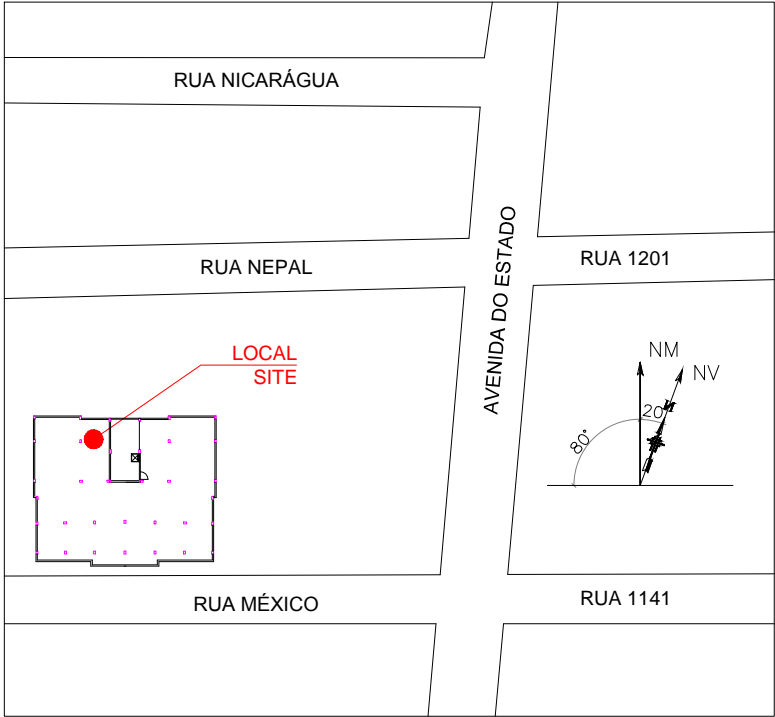 RUA NICARÁGUA
AVENIDA DO ESTADO
RUA NEPAL
RUA 1201
LOCAL
SITE
NM
NV
20
80°
N
RUA MÉXICO
RUA 1141